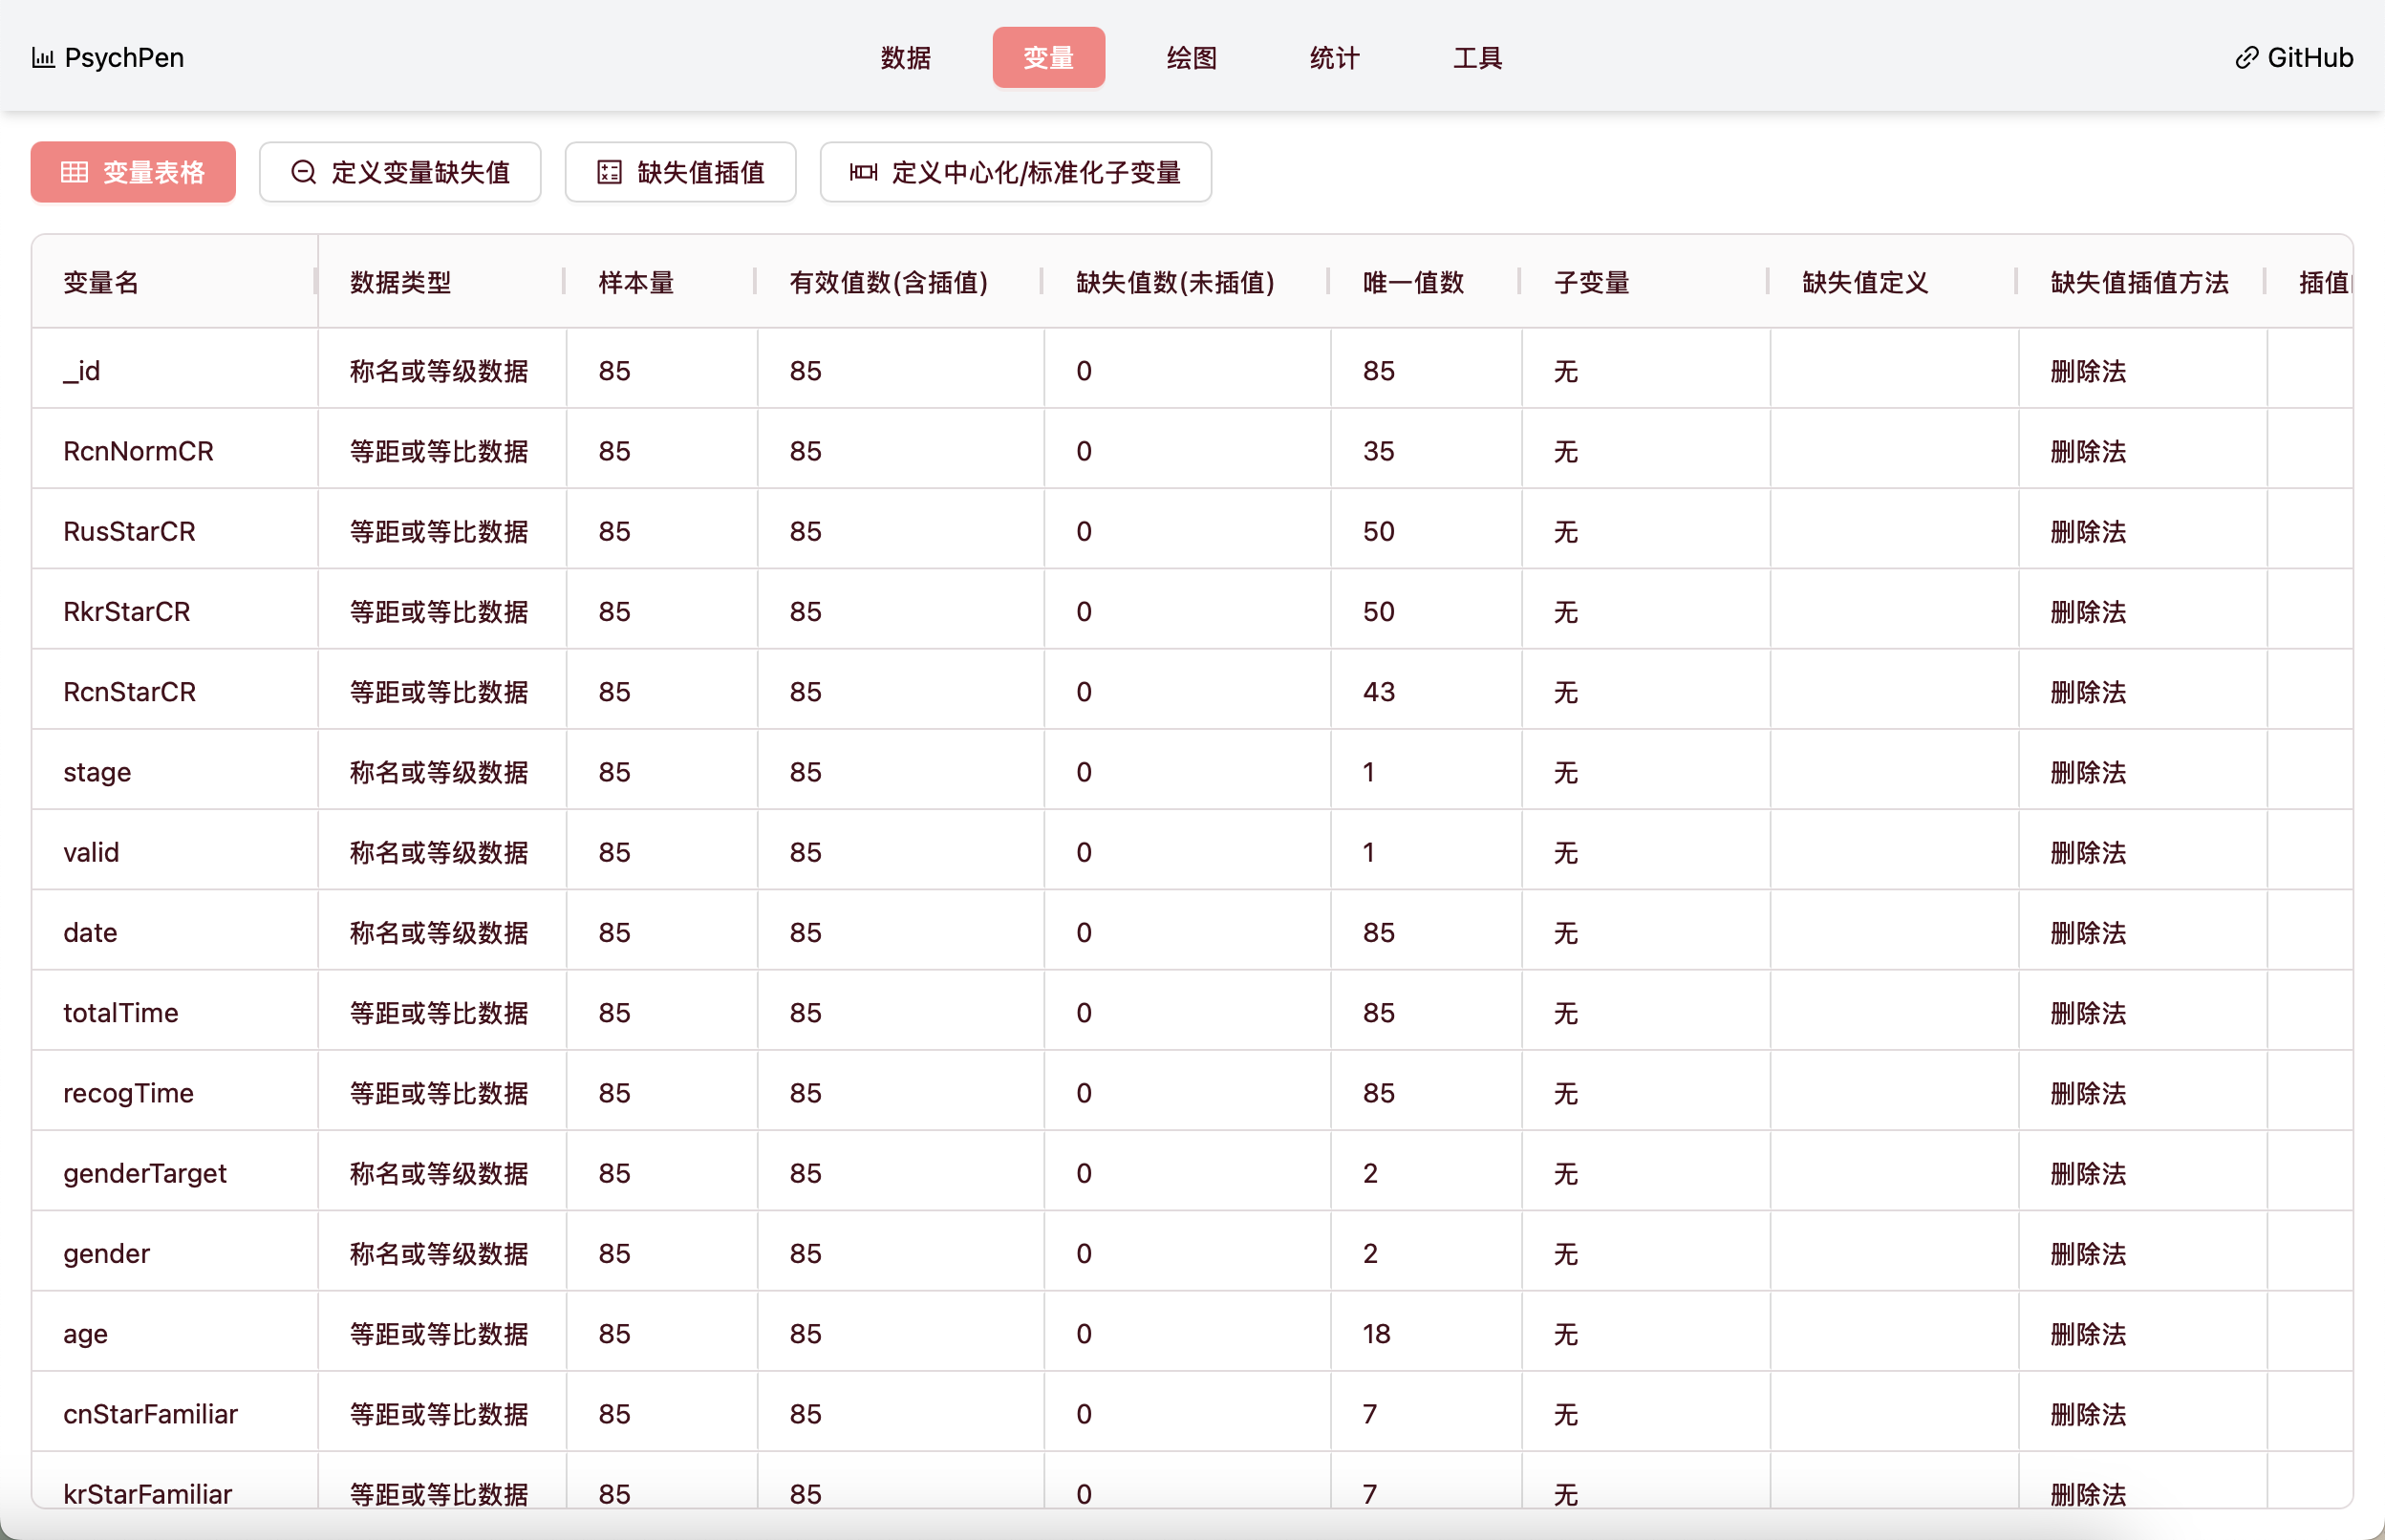 PsychPen 数据 变量 绘图 统计 工具 GitHub
变量表格 定义变量缺失值 缺失值插值 定义中心化/标准化子变量
变量名 数据类型 样本量 有效值数(含插值) 缺失值数(未插值) 唯一值数 子变量 缺失值定义 缺失值插值方法 插值
_id 称名或等级数据 85 85 0 85 无 删除法
RcnNormCR 等距或等比数据 85 85 0 35 无 删除法
RusStarCR 等距或等比数据 85 85 0 50 无 删除法
RkrStarCR 等距或等比数据 85 85 0 50 无 删除法
RcnStarCR 等距或等比数据 85 85 0 43 无 删除法
stage 称名或等级数据 85 85 0 1 无 删除法
valid 称名或等级数据 85 85 0 1 无 删除法
date 称名或等级数据 85 85 0 85 无 删除法
totalTime 等距或等比数据 85 85 0 85 无 删除法
recogTime 等距或等比数据 85 85 0 85 无 删除法
genderTarget 称名或等级数据 85 85 0 2 无 删除法
gender 称名或等级数据 85 85 0 2 无 删除法
age 等距或等比数据 85 85 0 18 无 删除法
cnStarFamiliar 等距或等比数据 85 85 0 7 无 删除法
krStarFamiliar 等距或等比数据 85 85 0 7 无 删除法